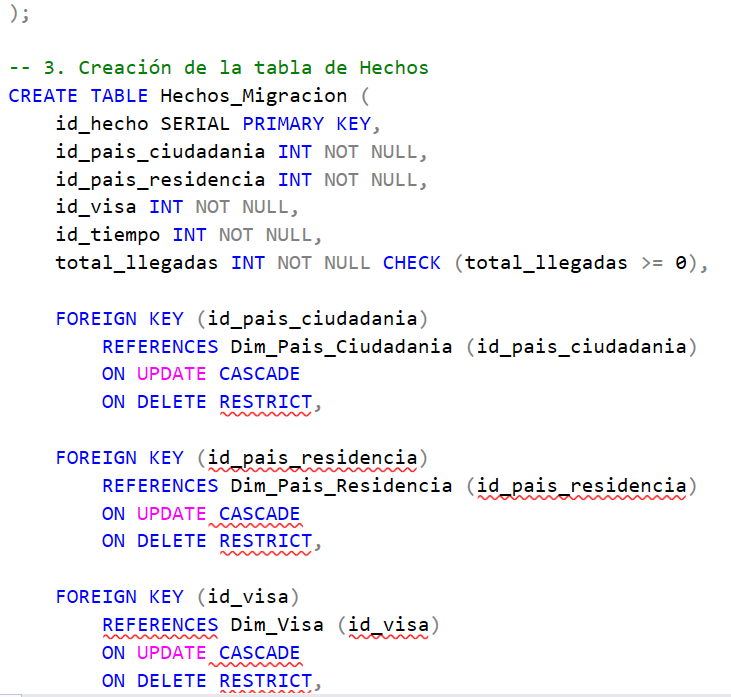 );
-- 3. Creación de la tabla de Hechos
CREATE TABLE Hechos_Migracion (
    id_hecho SERIAL PRIMARY KEY,
    id_pais_ciudadania INT NOT NULL,
    id_pais_residencia INT NOT NULL,
    id_visa INT NOT NULL,
    id_tiempo INT NOT NULL,
    total_llegadas INT NOT NULL CHECK (total_llegadas >= 0),
    FOREIGN KEY (id_pais_ciudadania)
        REFERENCES Dim_Pais_Ciudadania (id_pais_ciudadania)
        ON UPDATE CASCADE
        ON DELETE RESTRICT,
    FOREIGN KEY (id_pais_residencia)
        REFERENCES Dim_Pais_Residencia (id_pais_residencia)
        ON UPDATE CASCADE
        ON DELETE RESTRICT,
    FOREIGN KEY (id_visa)
        REFERENCES Dim_Visa (id_visa)
        ON UPDATE CASCADE
        ON DELETE RESTRICT,